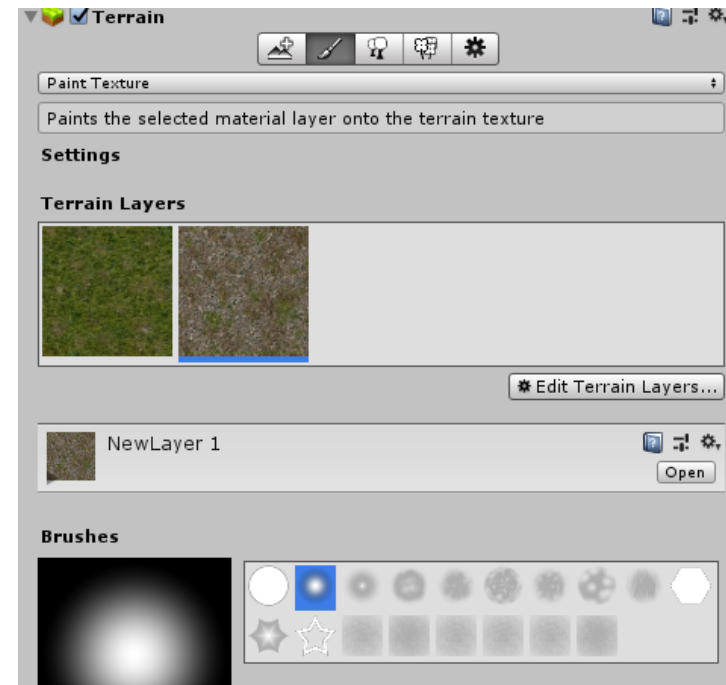 Terrain
Paint Texture
Paints the selected material layer onto the terrain texture
Settings
Terrain Layers
Edit Terrain Layers...
NewLayer 1
Open
Brushes